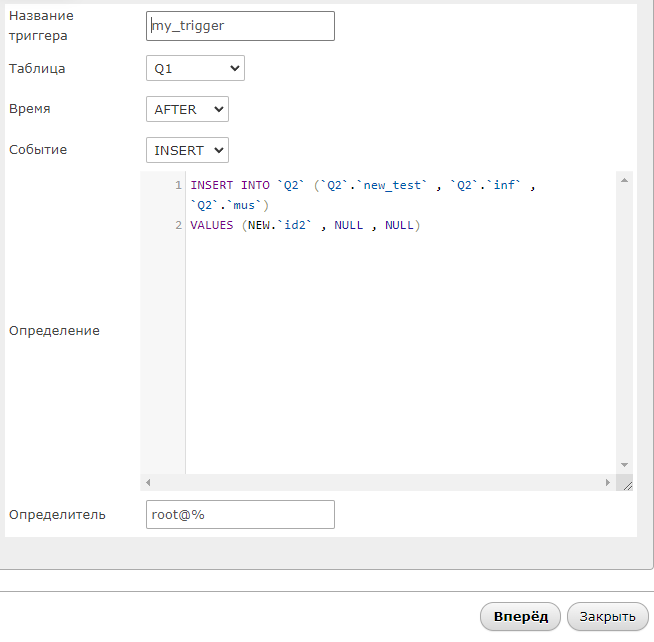 Название
триггера
my_trigger
Таблица
Q1
Время
AFTER
Событие
INSERT
1 INSERT INTO `Q2` (`Q2`.`new_test` , `Q2`.`inf` ,
`Q2`.`mus`)
2 VALUES (NEW.`id2` , NULL , NULL)
Определение
Определитель
root@%
Вперёд
Закрыть